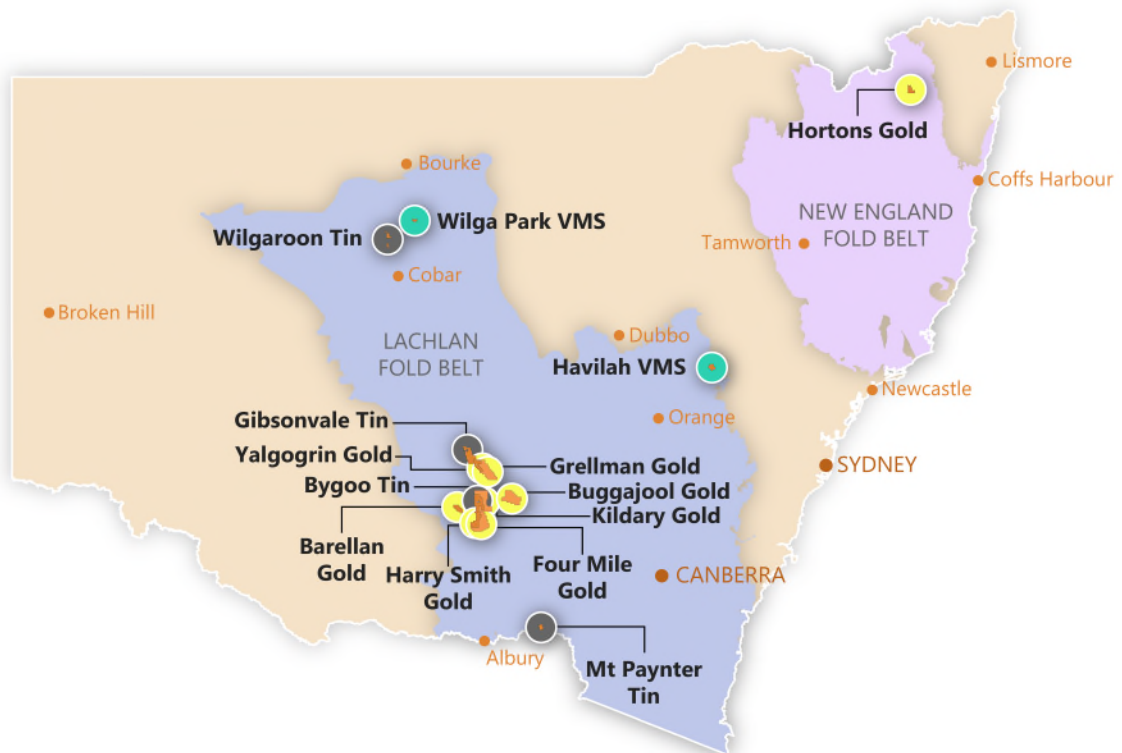 Lismore
Hortons Gold
Bourke
Coffs Harbour
Wilga Park VMS
NEW ENGLAND
FOLD BELT
Wilgaroon Tin
Tamworth
Cobar
Broken Hill
Dubbo
LACHLAN
FOLD BELT
Havilah VMS
Newcastle
Orange
Gibsonvale Tin
Yalgogrin Gold
Grellman Gold
SYDNEY
Bygoo Tin
Buggajool Gold
Kildary Gold
Barellan
Gold
Harry Smith
Gold
Four Mile
Gold
CANBERRA
Albury
Mt Paynter
Tin